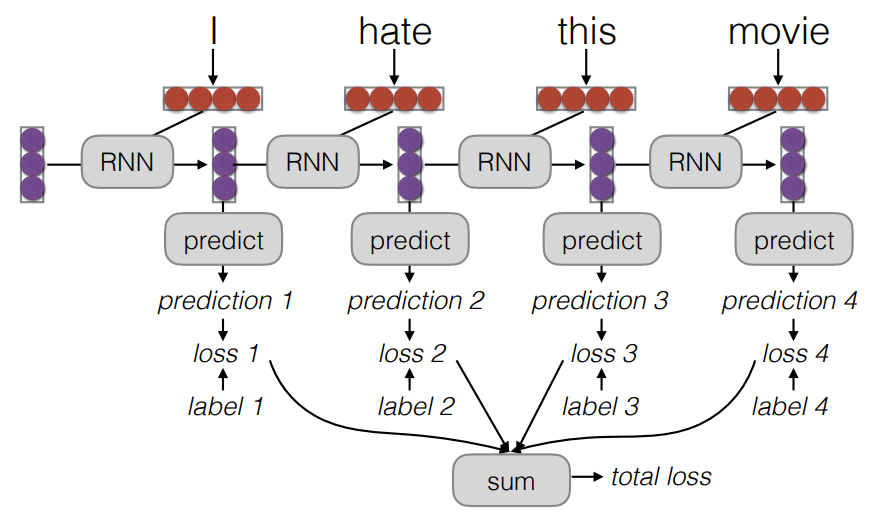 I hate this movie
RNN RNN RNN RNN
predict predict predict predict
prediction 1 prediction 2 prediction 3 prediction 4
loss 1 loss 2 loss 3 loss 4
label 1 label 2 label 3 label 4
sum total loss